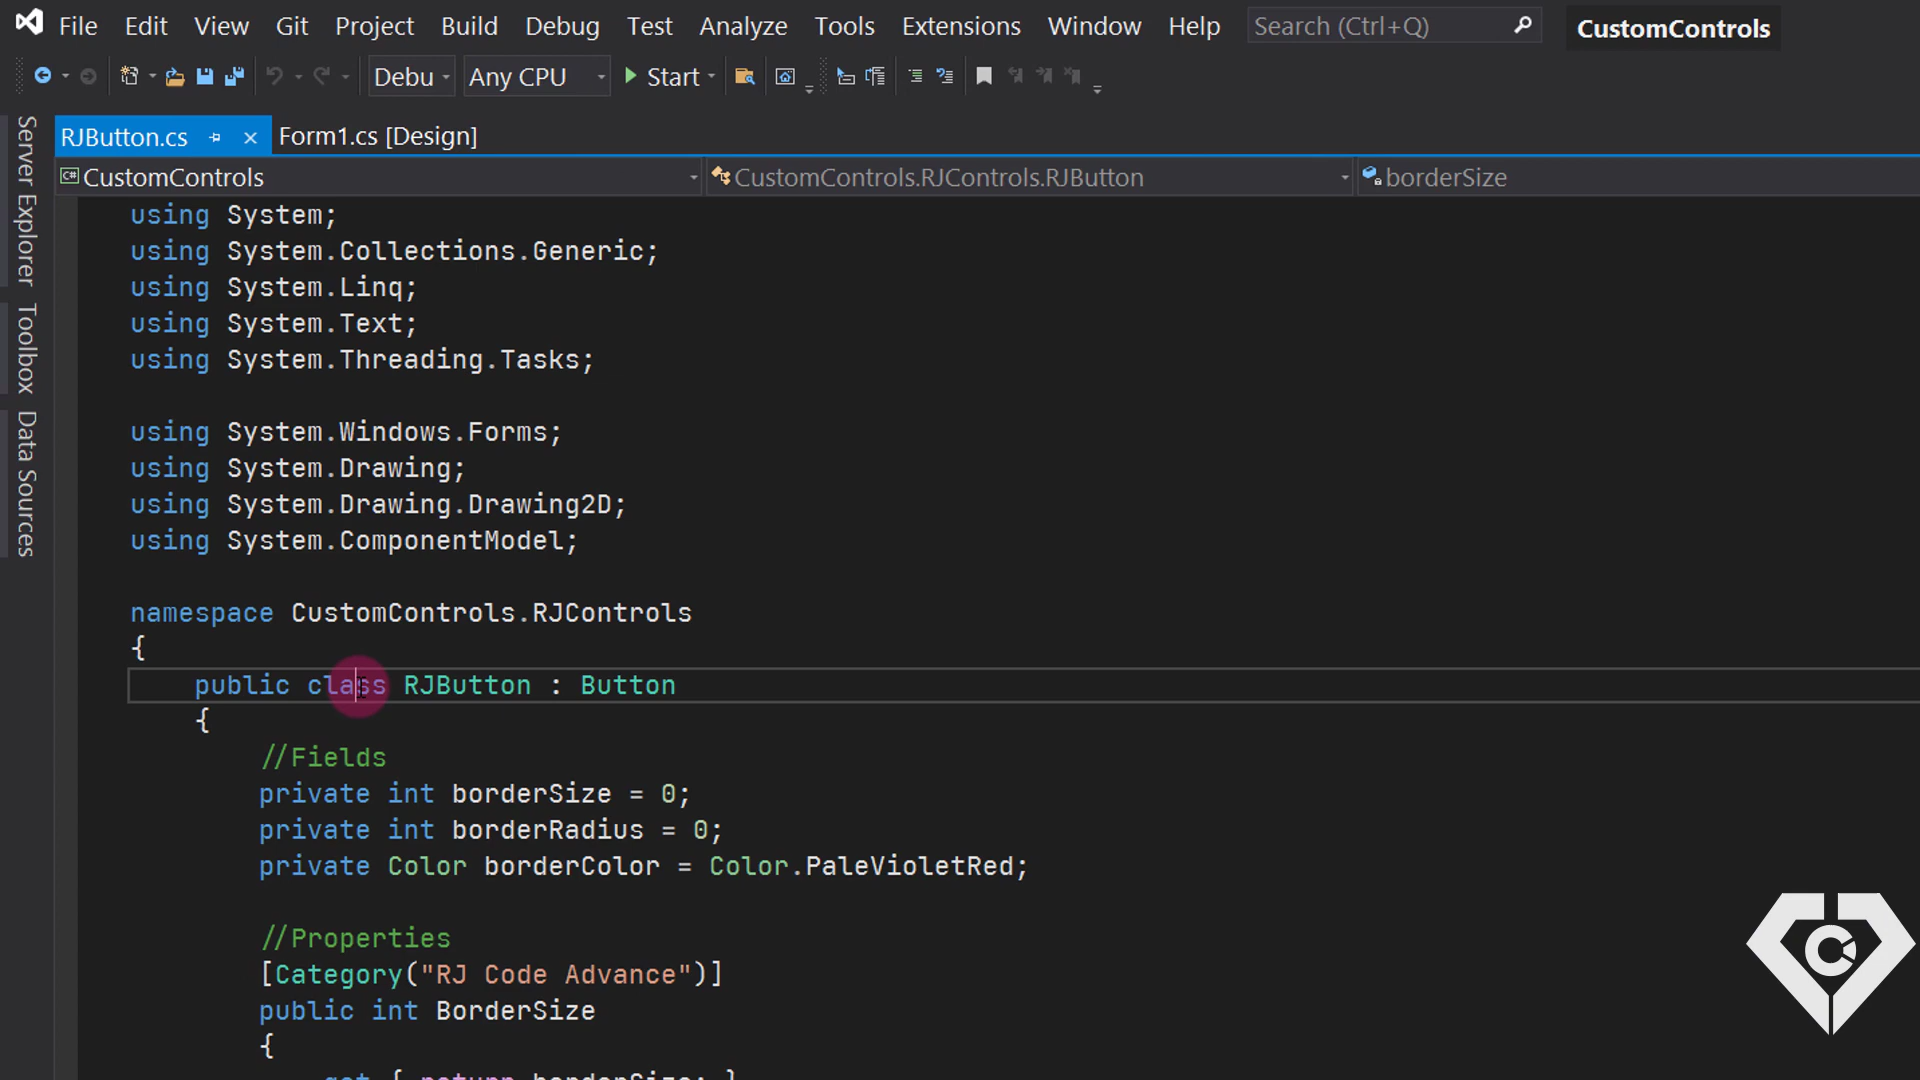 File Edit View Git Project Build Debug Test Analyze Tools Extensions Window Help Search (Ctrl+Q) CustomControls
Debu Any CPU Start
RJButton.cs Form1.cs [Design]
CustomControls CustomControls.RJControls.RJButton borderSize
Server Explorer
Toolbox
Data Sources
using System;
using System.Collections.Generic;
using System.Linq;
using System.Text;
using System.Threading.Tasks;
using System.Windows.Forms;
using System.Drawing;
using System.Drawing.Drawing2D;
using System.ComponentModel;
namespace CustomControls.RJControls
{
public class RJButton : Button
{
//Fields
private int borderSize = 0;
private int borderRadius = 0;
private Color borderColor = Color.PaleVioletRed;
//Properties
[Category("RJ Code Advance")]
public int BorderSize
{
get { return borderSize; }